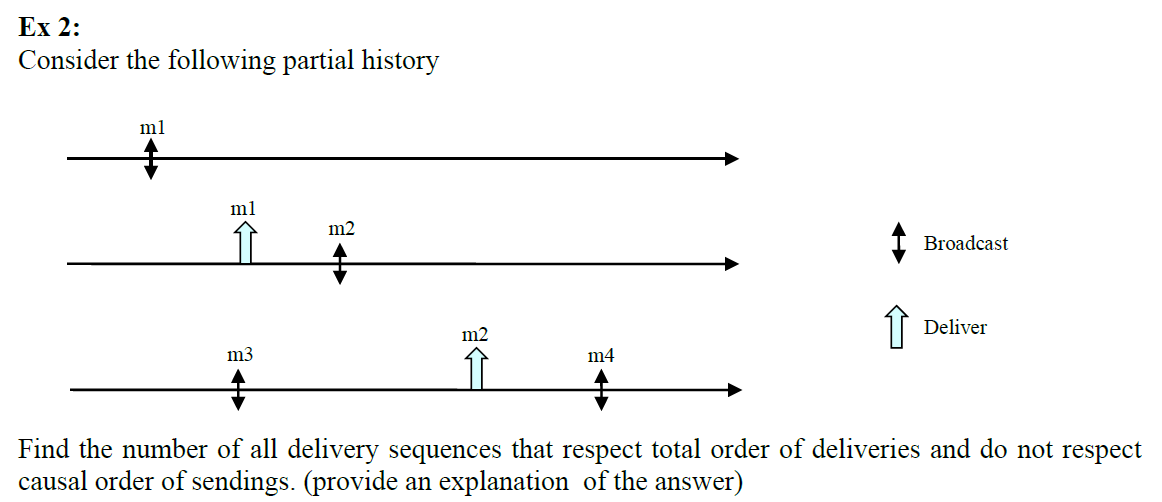 Ex 2:
Consider the following partial history
m1
m1
m2
Broadcast
m2
Deliver
m3
m4
Find the number of all delivery sequences that respect total order of deliveries and do not respect
causal order of sendings. (provide an explanation of the answer)